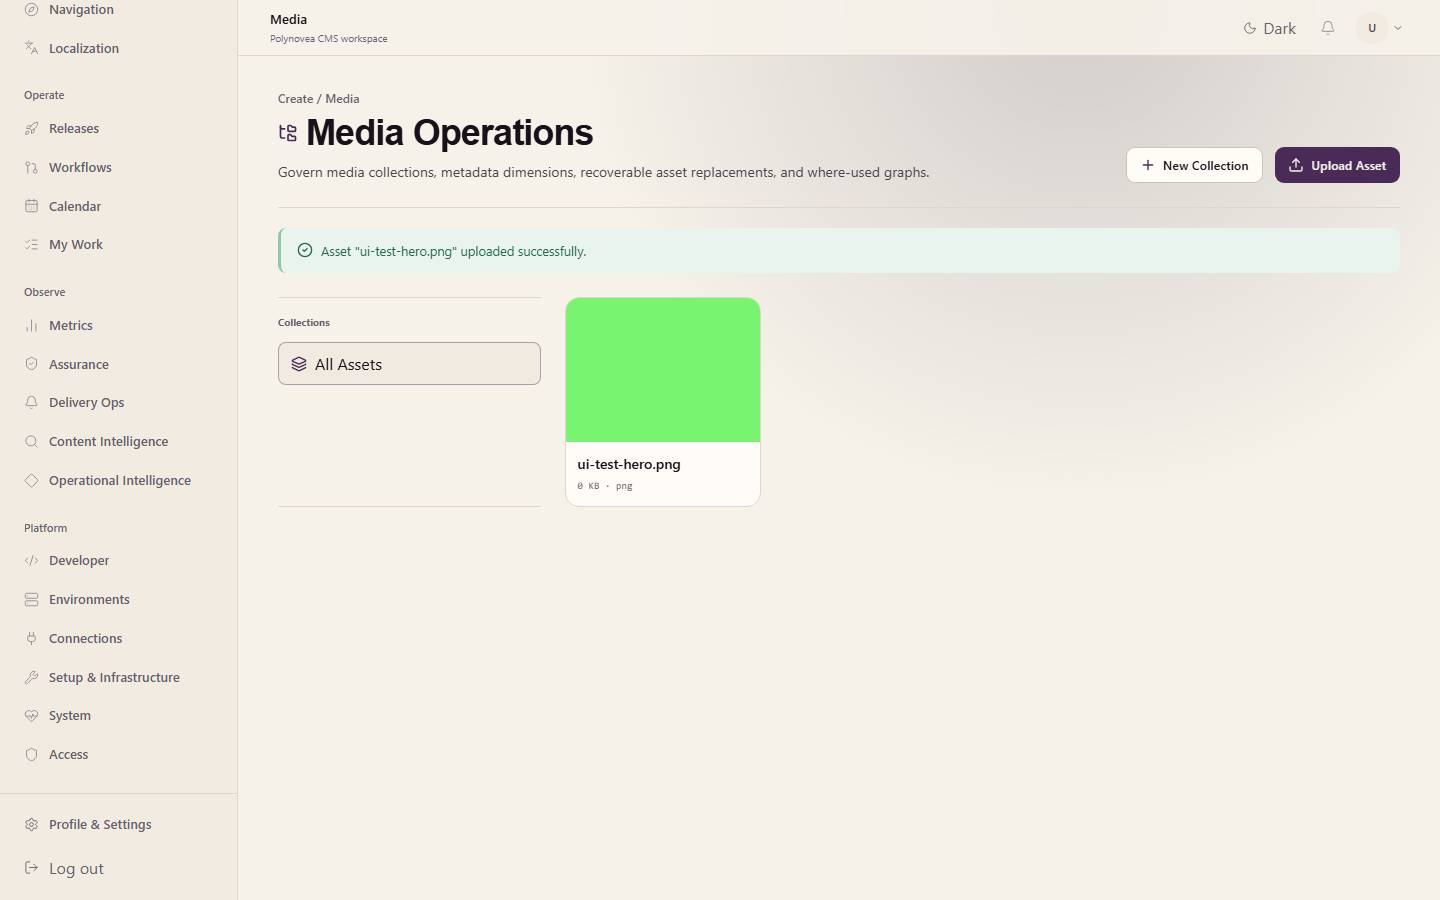 Navigation
Localization
Operate
Releases
Workflows
Calendar
My Work
Observe
Metrics
Assurance
Delivery Ops
Content Intelligence
Operational Intelligence
Platform
Developer
Environments
Connections
Setup & Infrastructure
System
Access
Profile & Settings
Log out
Media
Polynovea CMS workspace
Dark
U
Create / Media
Media Operations
Govern media collections, metadata dimensions, recoverable asset replacements, and where-used graphs.
New Collection
Upload Asset
Asset "ui-test-hero.png" uploaded successfully.
Collections
All Assets
ui-test-hero.png
0 KB · png